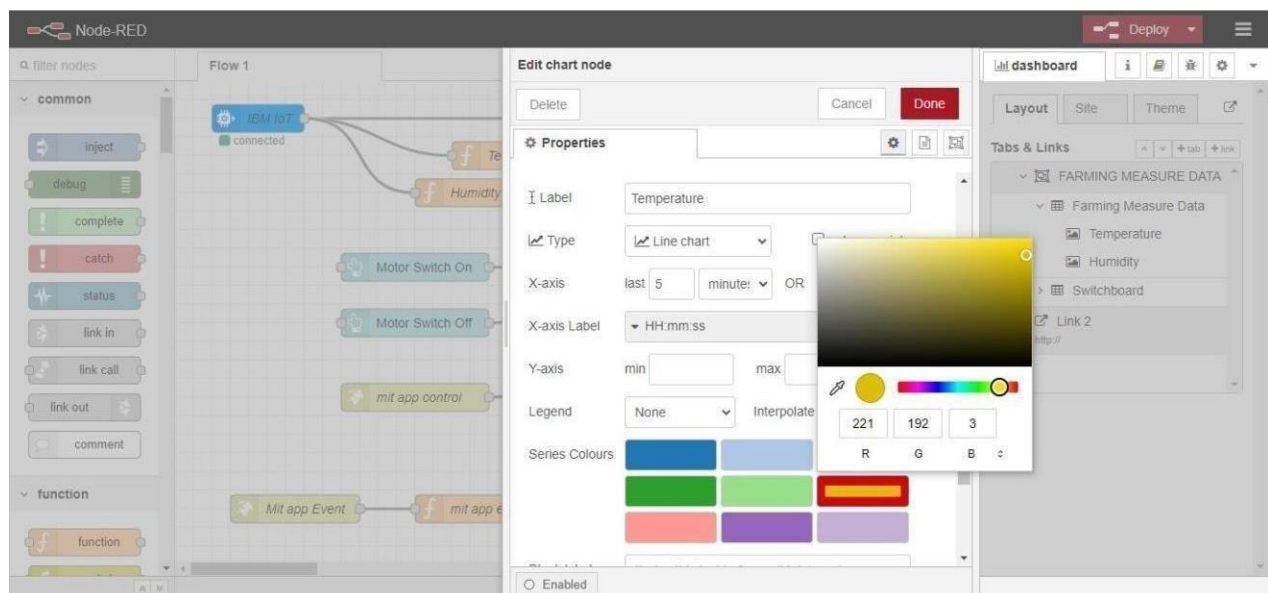 Node-RED
Deploy
filter nodes
Flow 1
common
inject
debug
complete
catch
status
link in
link call
link out
comment
function
function
IBM IoT
connected
Te
Humidity
Motor Switch On
Motor Switch Off
mit app control
Mit app Event
mit app e
Edit chart node
Delete
Cancel
Done
Properties
Label
Temperature
Type
Line chart
X-axis
last 5 minutes OR
X-axis Label
HH:mm:ss
Y-axis
min
max
Legend
None
Interpolate
Series Colours
221 192 3
R G B
Enabled
dashboard
i
Layout
Site
Theme
Tabs & Links
+tab
+link
FARMING MEASURE DATA
Farming Measure Data
Temperature
Humidity
Switchboard
Link 2
http://